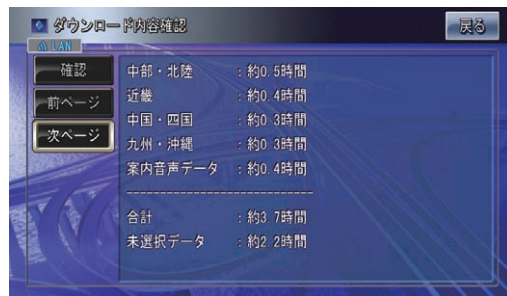 ダウンロード内容確認
戻る
LAN
確認
前ページ
次ページ
中部・北陸 :約0.5時間
近畿 :約0.4時間
中国・四国 :約0.3時間
九州・沖縄 :約0.3時間
案内音声データ :約0.4時間
----------------------------
合計 :約3.7時間
未選択データ :約2.2時間